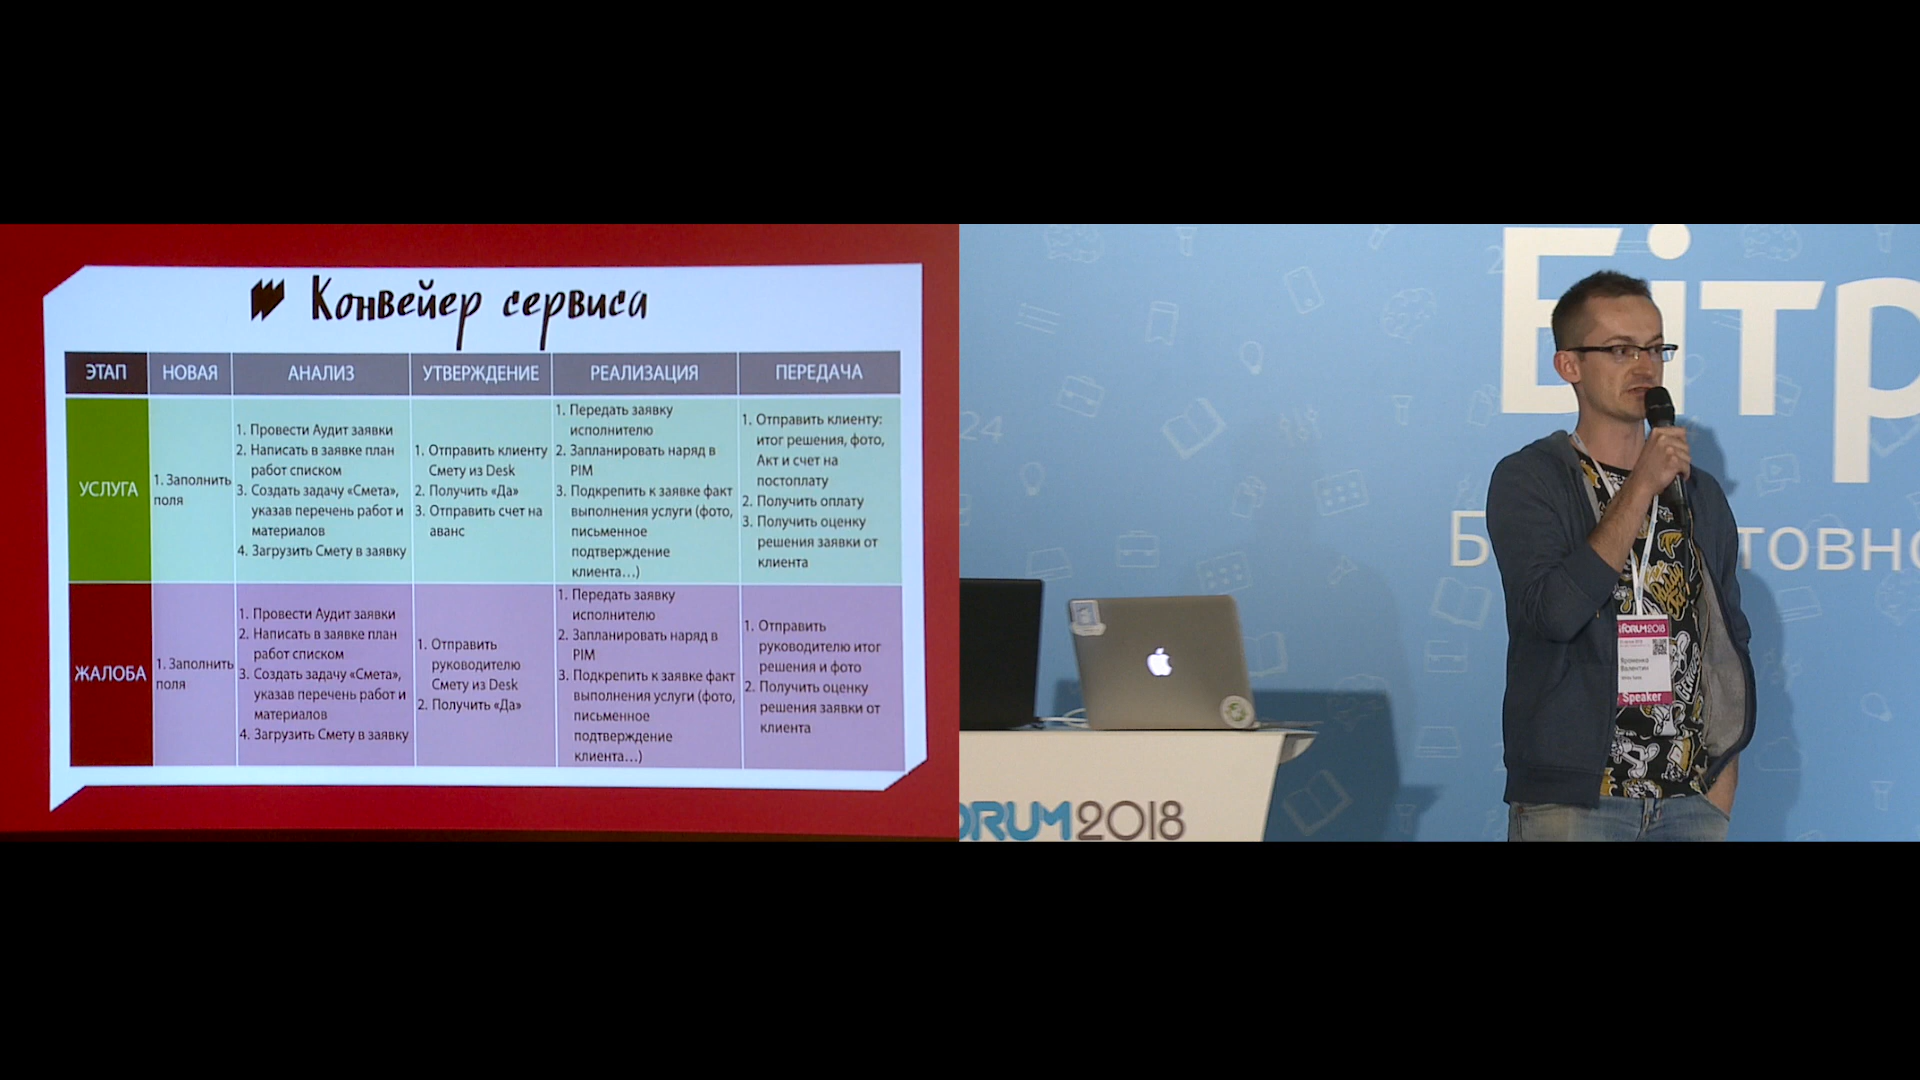 Конвейер сервиса
ЭТАП
НОВАЯ
АНАЛИЗ
УТВЕРЖДЕНИЕ
РЕАЛИЗАЦИЯ
ПЕРЕДАЧА
УСЛУГА
1. Заполнить
поля
1. Провести Аудит заявки
2. Написать в заявке план
работ списком
3. Создать задачу «Смета»,
указав перечень работ и
материалов
4. Загрузить Смету в заявку
1. Отправить клиенту
Смету из Desk
2. Получить «Да»
3. Отправить счет на
аванс
1. Передать заявку
исполнителю
2. Запланировать наряд в
PIM
3. Подкрепить к заявке факт
выполнения услуги (фото,
письменное
подтверждение
клиента...)
1. Отправить клиенту:
итог решения, фото,
Акт и счет на
постоплату
2. Получить оплату
3. Получить оценку
решения заявки от
клиента
ЖАЛОБА
1. Заполнить
поля
1. Провести Аудит заявки
2. Написать в заявке план
работ списком
3. Создать задачу «Смета»,
указав перечень работ и
материалов
4. Загрузить Смету в заявку
1. Отправить
руководителю
Смету из Desk
2. Получить «Да»
1. Передать заявку
исполнителю
2. Запланировать наряд в
PIM
3. Подкрепить к заявке факт
выполнения услуги (фото,
письменное
подтверждение
клиента...)
1. Отправить
руководителю итог
решения и фото
2. Получить оценку
решения заявки от
клиента
Бітр
24
Б товно
iFORUM2018
Яроменко
Валентин
Speaker
ORUM2018